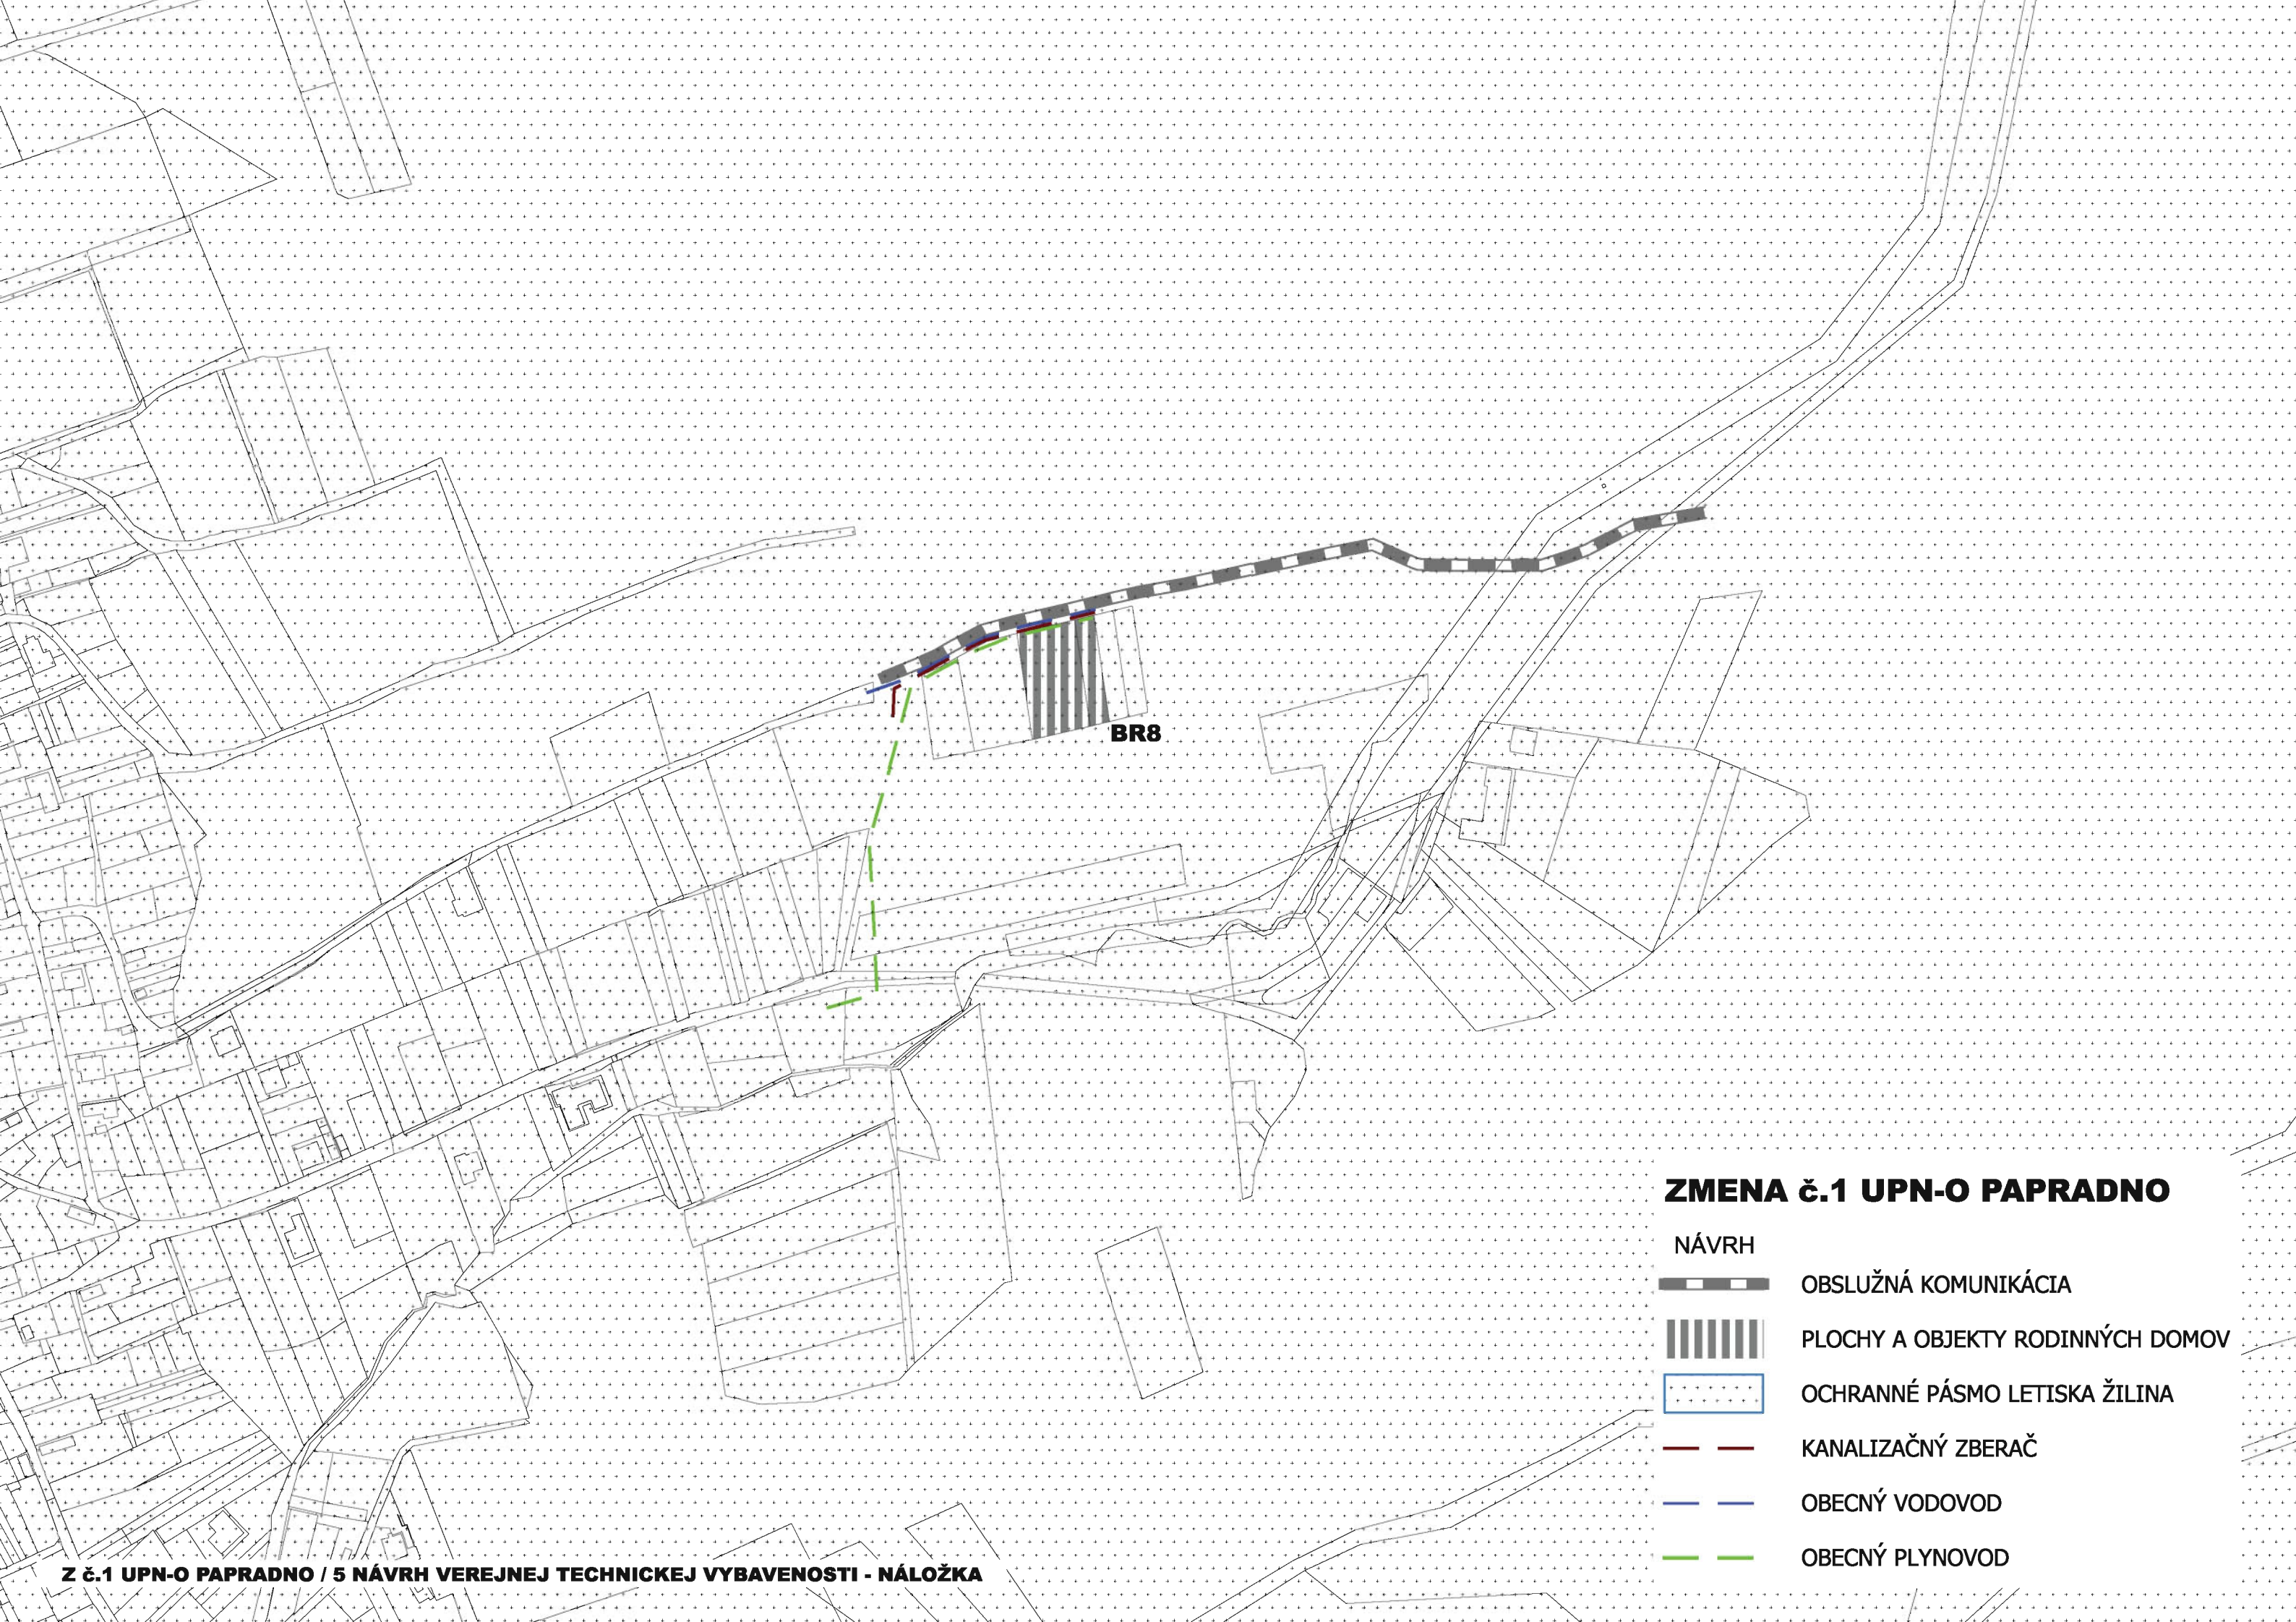 BR8
ZMENA č.1 UPN-O PAPRADNO
NÁVRH
OBSLUŽNÁ KOMUNIKÁCIA
PLOCHY A OBJEKTY RODINNÝCH DOMOV
OCHRANNÉ PÁSMO LETISKA ŽILINA
KANALIZAČNÝ ZBERAČ
OBECNÝ VODOVOD
OBECNÝ PLYNOVOD
Z č.1 UPN-O PAPRADNO / 5 NÁVRH VEREJNEJ TECHNICKEJ VYBAVENOSTI - NÁLOŽKA